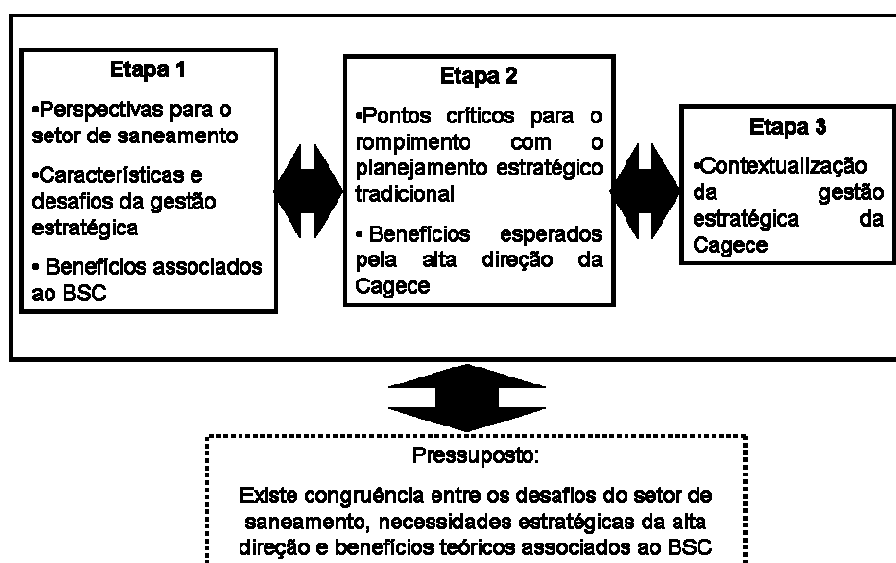 Etapa 1
•Perspectivas para o
setor de saneamento
•Características e
desafios da gestão
estratégica
• Benefícios associados
ao BSC
Etapa 2
•Pontos críticos para o
rompimento com o
planejamento estratégico
tradicional
• Benefícios esperados
pela alta direção da
Cagece
Etapa 3
•Contextualização
da gestão
estratégica da
Cagece
Pressuposto:
Existe congruência entre os desafios do setor de
saneamento, necessidades estratégicas da alta
direção e benefícios teóricos associados ao BSC